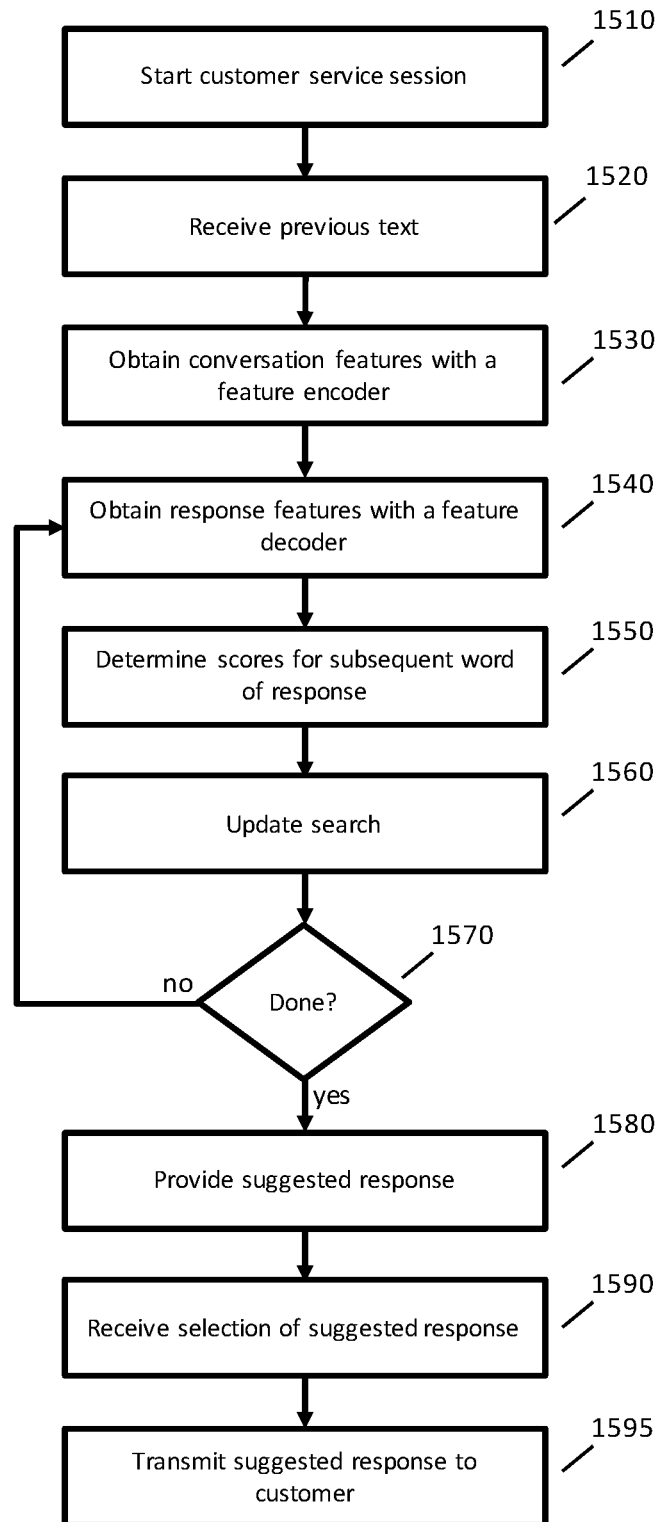 1510
Start customer service session
1520
Receive previous text
1530
Obtain conversation features with a
feature encoder
1540
Obtain response features with a feature
decoder
1550
Determine scores for subsequent word
of response
1560
Update search
1570
no
Done?
yes
1580
Provide suggested response
1590
Receive selection of suggested response
1595
Transmit suggested response to
customer